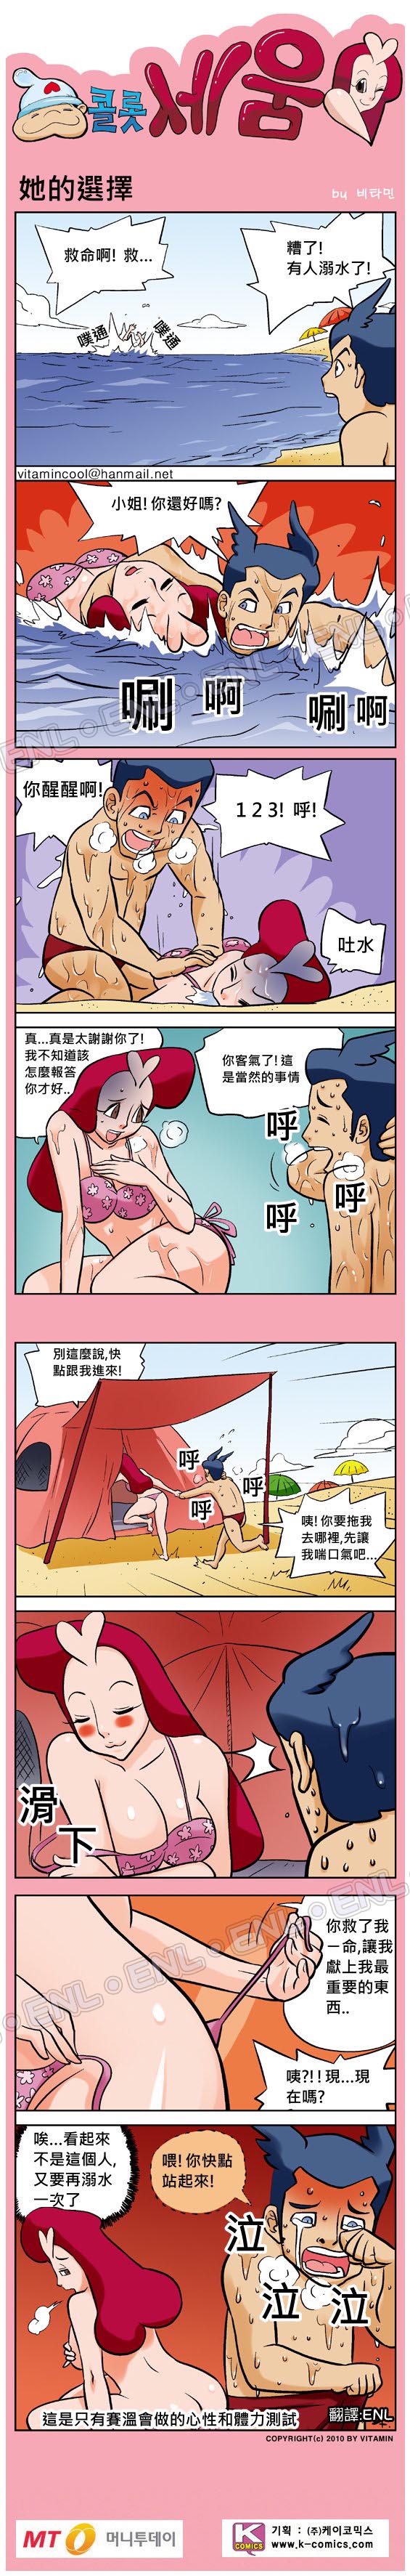 콜롯 세움
她的選擇
by 비타민
救命啊! 救...
糟了!
有人溺水了!
噗通
噗通
vitamincool@hanmail.net
小姐! 你還好嗎?
唰 啊 唰 啊
你醒醒啊!
1 2 3! 呼!
吐水
真...真是太謝謝你了!
我不知道該
怎麼報答
你才好..
你客氣了! 這
是當然的事情
呼
呼
呼
別這麼說,快
點跟我進來!
呼
呼
呼
咦! 你要拖我
去哪裡,先讓
我喘口氣吧...
滑
下
你救了我
一命,讓我
獻上我最
重要的東
西..
咦?! ! 現...現
在嗎?
唉...看起來
不是這個人,
又要再溺水
一次了
喂! 你快點
站起來!
泣
泣
泣
這是只有賽溫會做的心性和體力測試
翻譯:ENL
COPYRIGHT(c) 2010 BY VITAMIN
MT 머니투데이
K COMICS
기획 : (주)케이코믹스
www.k-comics.com
ENL ENL ENL
ENL ENL ENL